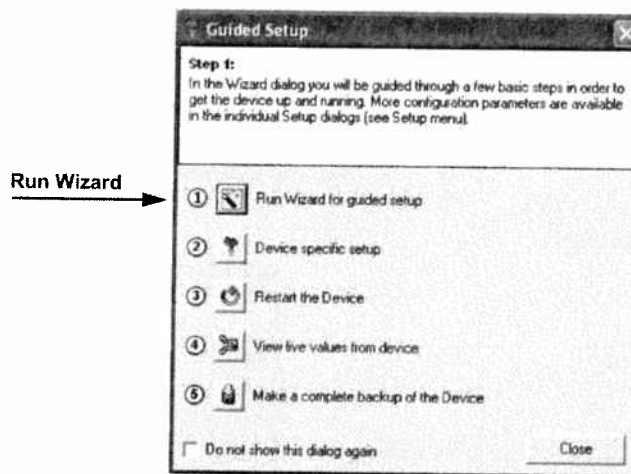 Guided Setup
Step 1:
In the Wizard dialog you will be guided through a few basic steps in order to
get the device up and running. More configuration parameters are available
in the individual Setup dialogs (see Setup menu).
Run Wizard
1 Run Wizard for guided setup
2 Device specific setup
3 Restart the Device
4 View live values from device
5 Make a complete backup of the Device
Do not show this dialog again
Close